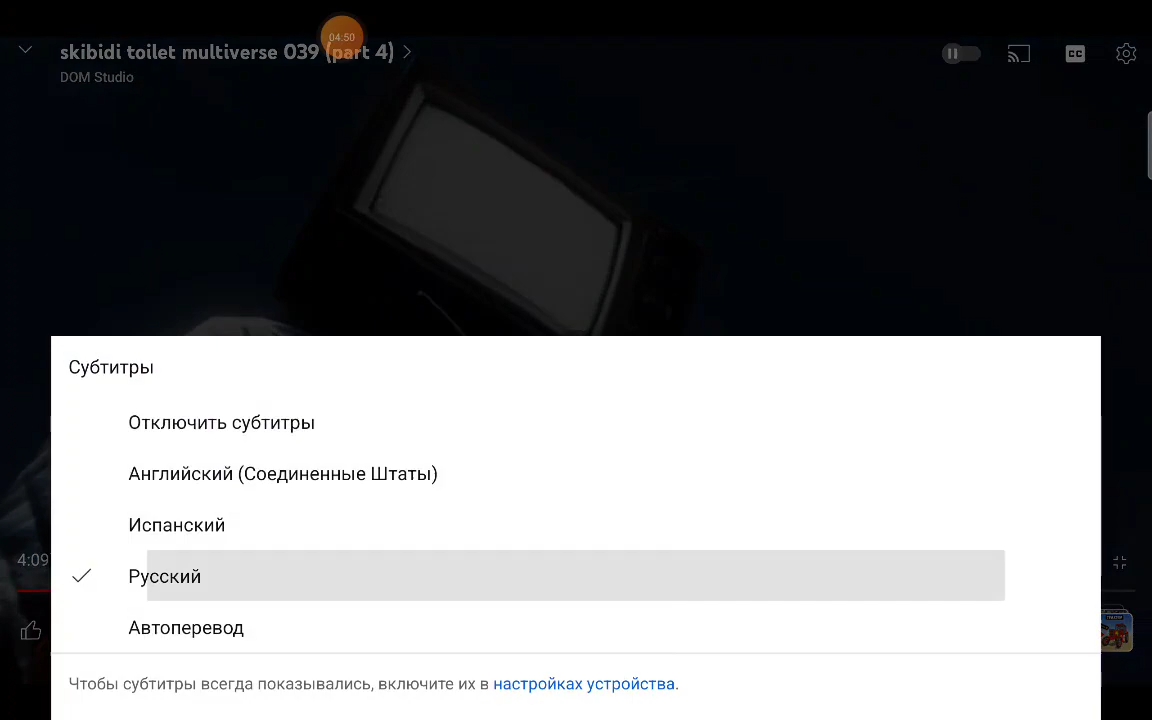 04:50
skibidi toilet multiverse 039 (part 4)
DOM Studio
CC
Субтитры
Отключить субтитры
Английский (Соединенные Штаты)
Испанский
4:09
Русский
Автоперевод
Чтобы субтитры всегда показывались, включите их в настройках устройства.